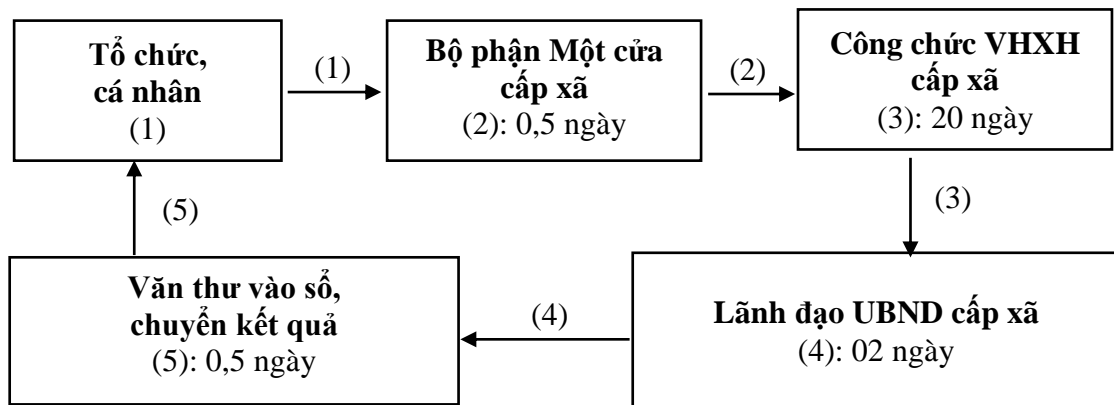 Tổ chức,
cá nhân
(1)
(1)
Bộ phận Một cửa
cấp xã
(2): 0,5 ngày
(2)
Công chức VHXH
cấp xã
(3): 20 ngày
(3)
Lãnh đạo UBND cấp xã
(4): 02 ngày
(4)
Văn thư vào sổ,
chuyển kết quả
(5): 0,5 ngày
(5)